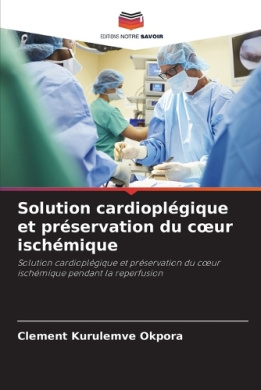 EDITIONS NOTRE SAVOIR
Solution cardioplégique
et préservation du cœur
ischémique
Solution cardioplégique et préservation du cœur
ischémique pendant la reperfusion
Clement Kurulemve Okpora